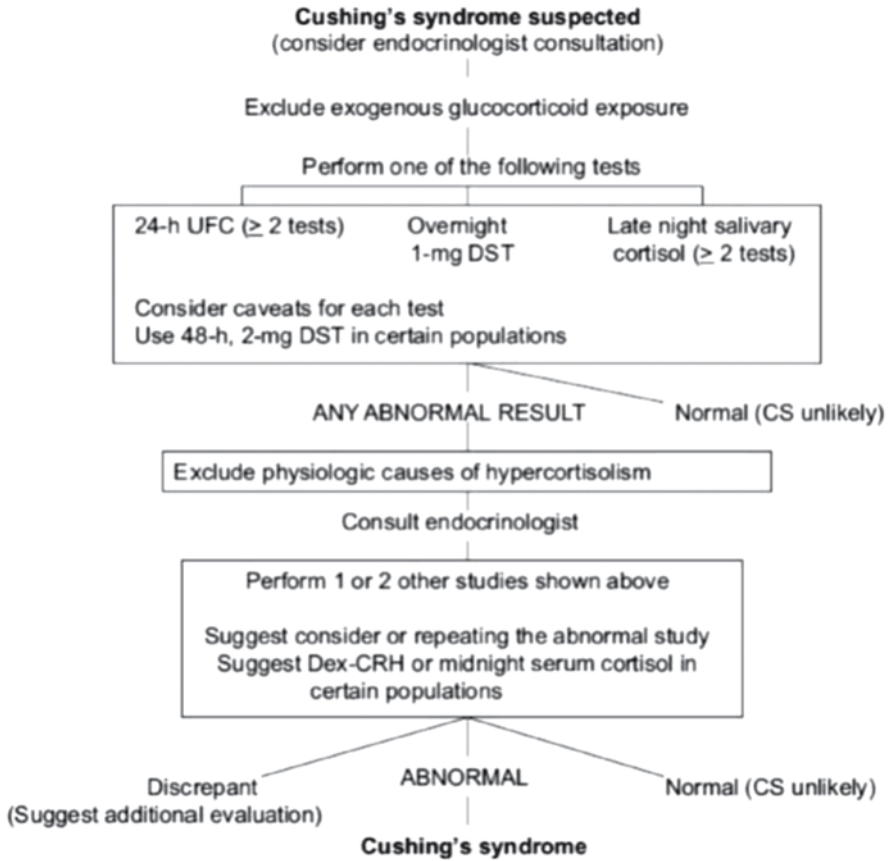 Cushing's syndrome suspected
(consider endocrinologist consultation)
Exclude exogenous glucocorticoid exposure
Perform one of the following tests
24-h UFC (≥ 2 tests)
Overnight
1-mg DST
Late night salivary
cortisol (≥ 2 tests)
Consider caveats for each test
Use 48-h, 2-mg DST in certain populations
ANY ABNORMAL RESULT
Normal (CS unlikely)
Exclude physiologic causes of hypercortisolism
Consult endocrinologist
Perform 1 or 2 other studies shown above
Suggest consider or repeating the abnormal study
Suggest Dex-CRH or midnight serum cortisol in
certain populations
Discrepant
(Suggest additional evaluation)
ABNORMAL
Normal (CS unlikely)
Cushing's syndrome